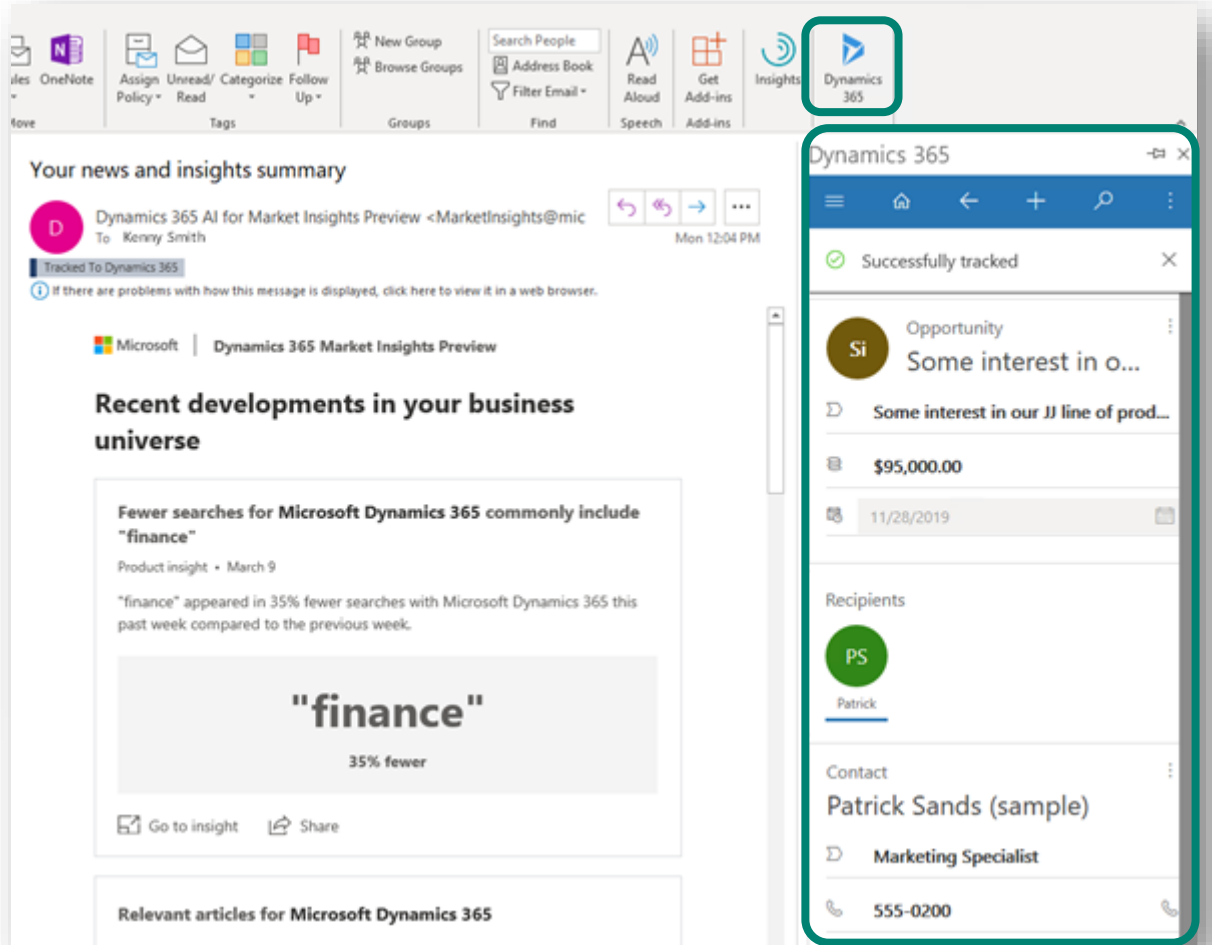 ules OneNote
Assign Policy
Unread/ Read
Categorize
Follow Up
New Group
Browse Groups
Search People
Address Book
Filter Email
Read Aloud
Get Add-ins
Insights
Dynamics 365
Move
Tags
Groups
Find
Speech
Add-ins
Your news and insights summary
D
Dynamics 365 AI for Market Insights Preview <MarketInsights@mic
To Kenny Smith
Mon 12:04 PM
Tracked To Dynamics 365
If there are problems with how this message is displayed, click here to view it in a web browser.
Microsoft | Dynamics 365 Market Insights Preview
Recent developments in your business
universe
Fewer searches for Microsoft Dynamics 365 commonly include
"finance"
Product insight • March 9
"finance" appeared in 35% fewer searches with Microsoft Dynamics 365 this
past week compared to the previous week.
"finance"
35% fewer
Go to insight
Share
Relevant articles for Microsoft Dynamics 365
Dynamics 365
Successfully tracked
Si
Opportunity
Some interest in o...
Some interest in our JJ line of prod...
$95,000.00
11/28/2019
Recipients
PS
Patrick
Contact
Patrick Sands (sample)
Marketing Specialist
555-0200